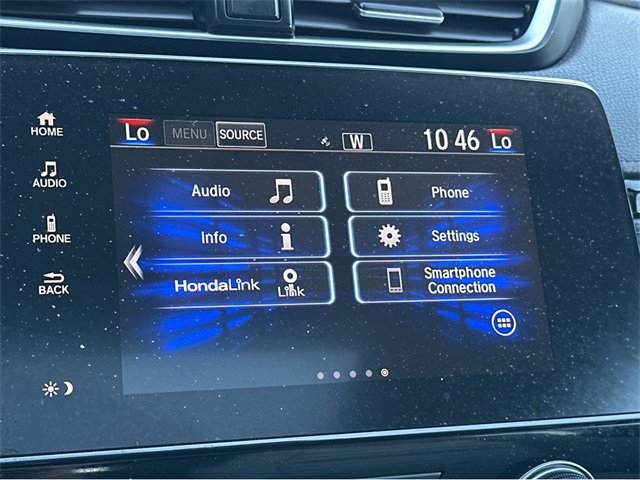 HOME
AUDIO
PHONE
BACK
Lo MENU SOURCE W 10 46 Lo
Audio
Phone
Info
Settings
HondaLink Link
Smartphone
Connection